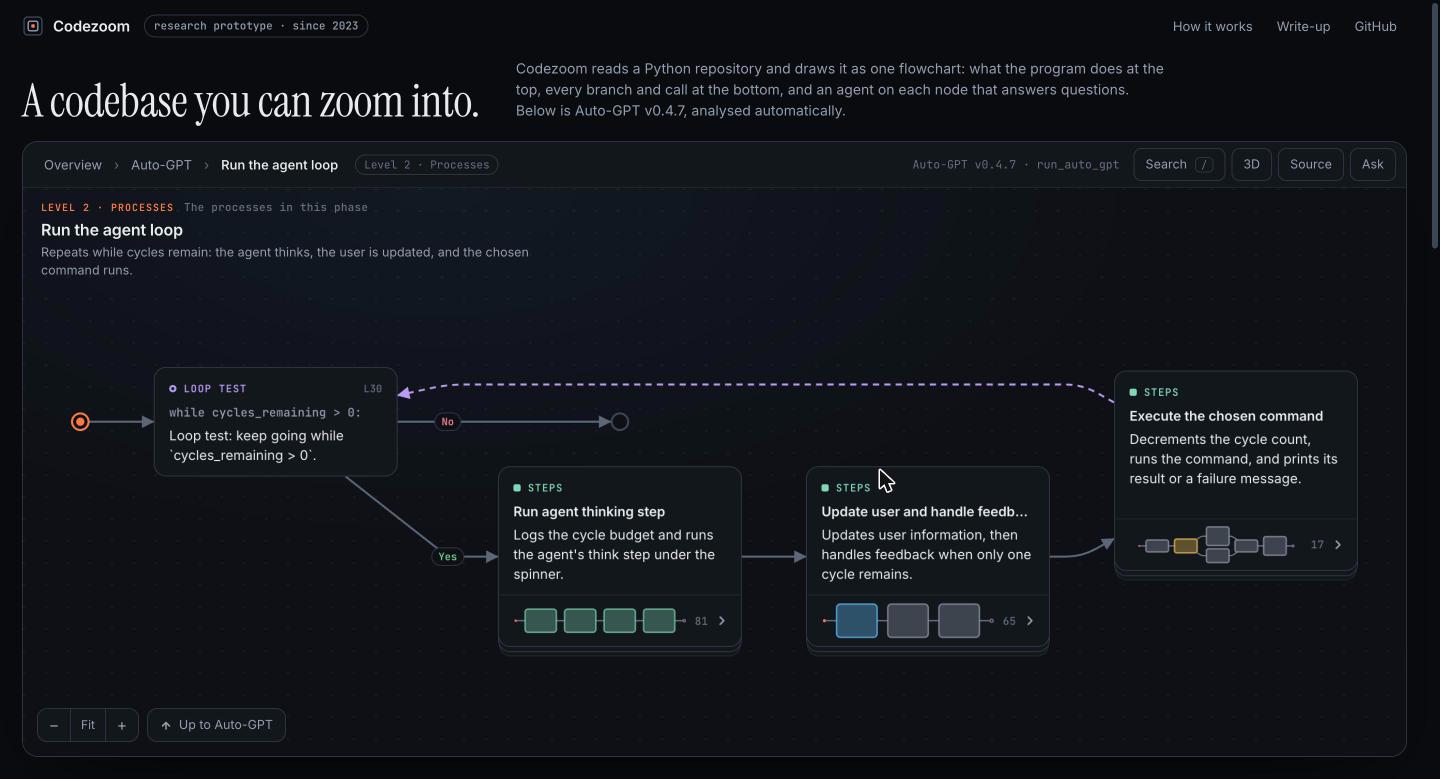 Codezoom
research prototype · since 2023
How it works
Write-up
GitHub
A codebase you can zoom into.
Codezoom reads a Python repository and draws it as one flowchart: what the program does at the
top, every branch and call at the bottom, and an agent on each node that answers questions.
Below is Auto-GPT v0.4.7, analysed automatically.
Overview › Auto-GPT › Run the agent loop
Level 2 · Processes
Auto-GPT v0.4.7 · run_auto_gpt
Search /
3D
Source
Ask
LEVEL 2 · PROCESSES The processes in this phase
Run the agent loop
Repeats while cycles remain: the agent thinks, the user is updated, and the chosen
command runs.
LOOP TEST L30
while cycles_remaining > 0:
Loop test: keep going while
`cycles_remaining > 0`.
No
Yes
STEPS
Run agent thinking step
Logs the cycle budget and runs
the agent's think step under the
spinner.
81
STEPS
Update user and handle feedb…
Updates user information, then
handles feedback when only one
cycle remains.
65
STEPS
Execute the chosen command
Decrements the cycle count,
runs the command, and prints its
result or a failure message.
17
− Fit +
Up to Auto-GPT